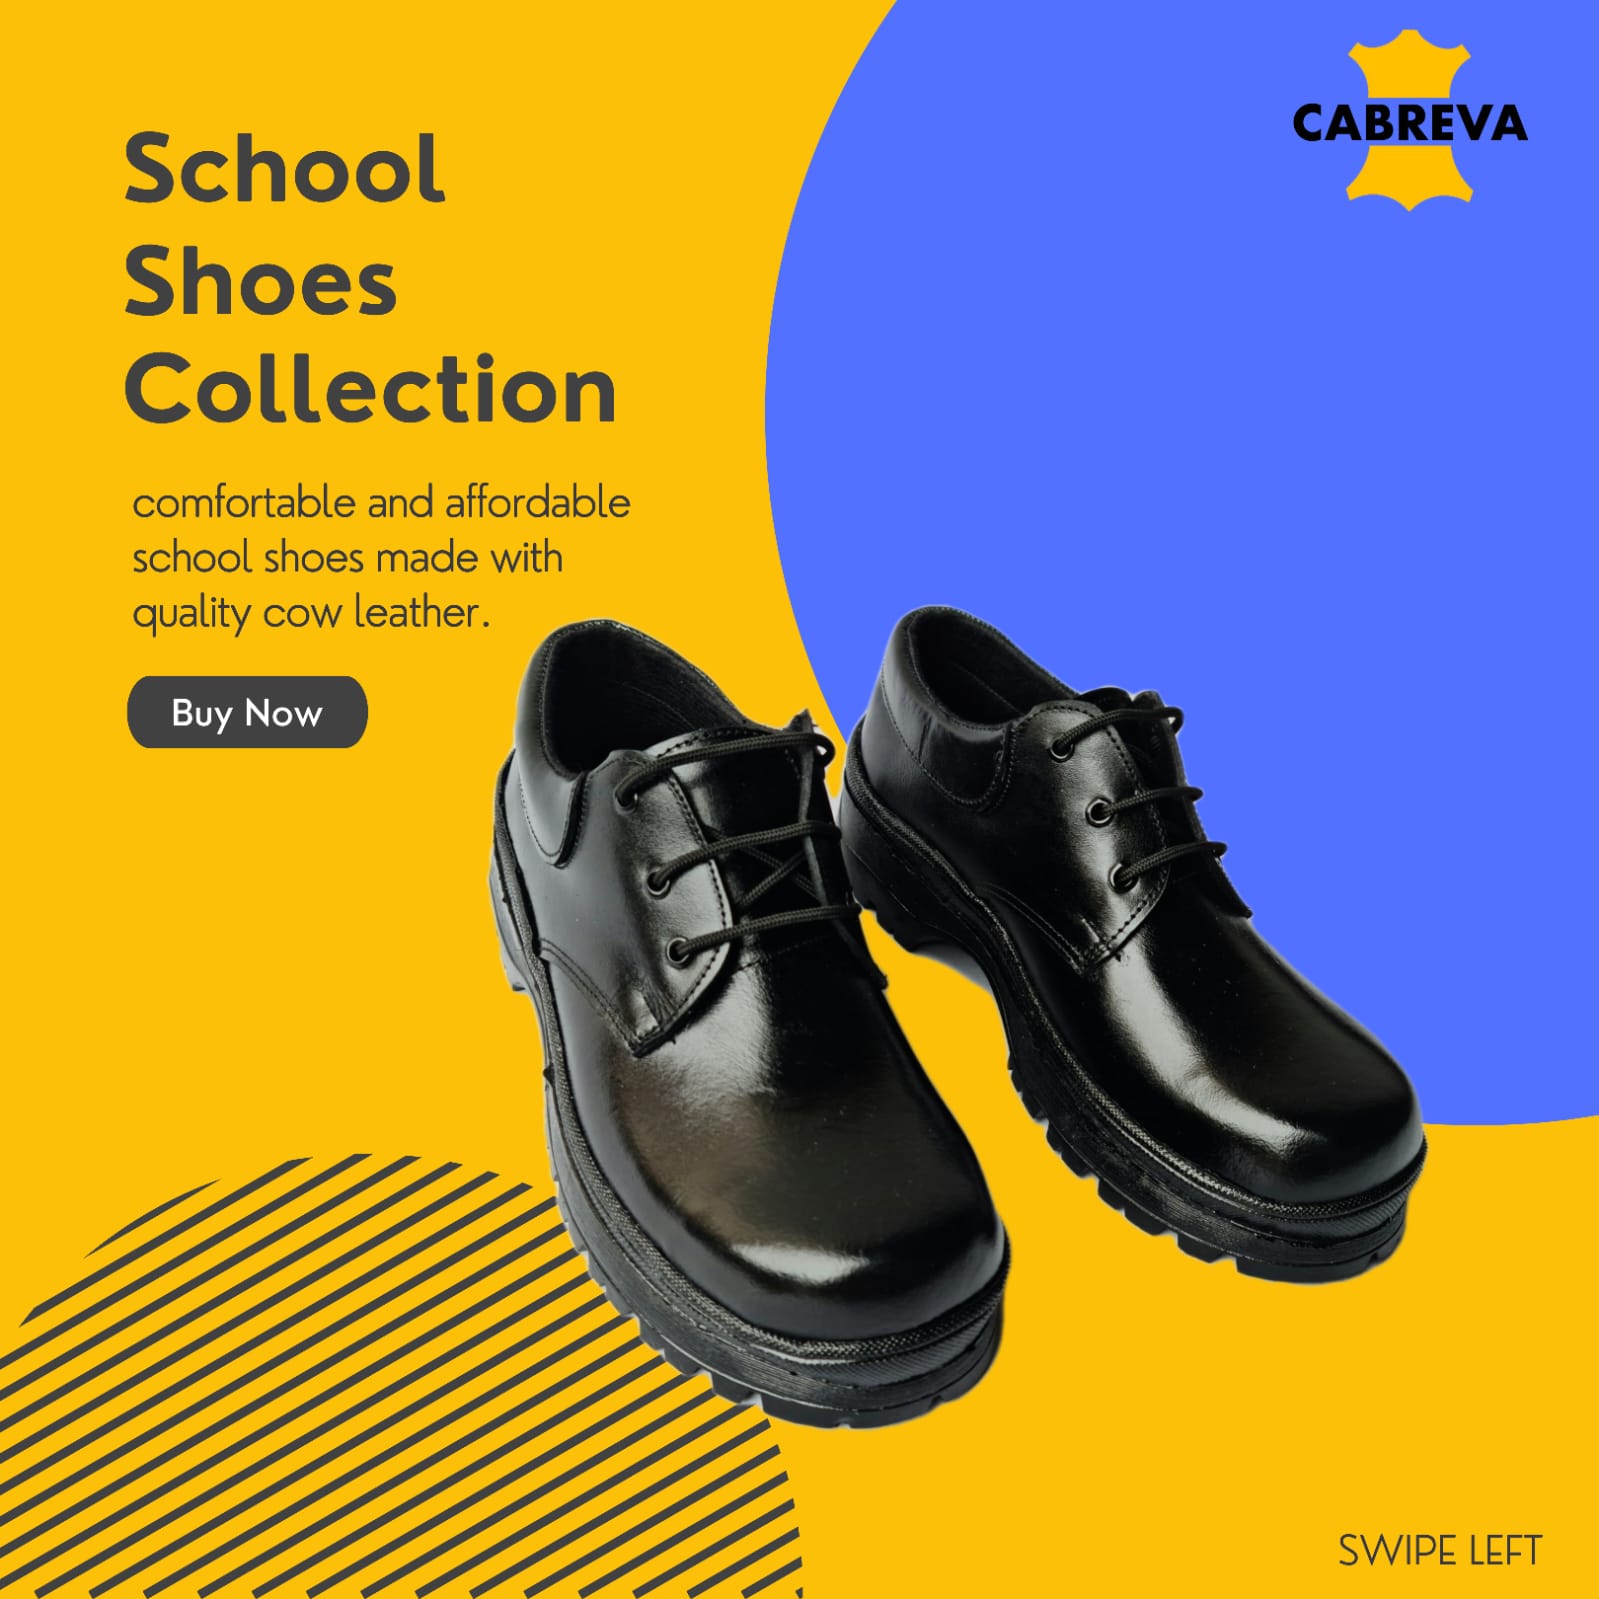 CABREVA
School
Shoes
Collection
comfortable and affordable
school shoes made with
quality cow leather.
Buy Now
SWIPE LEFT